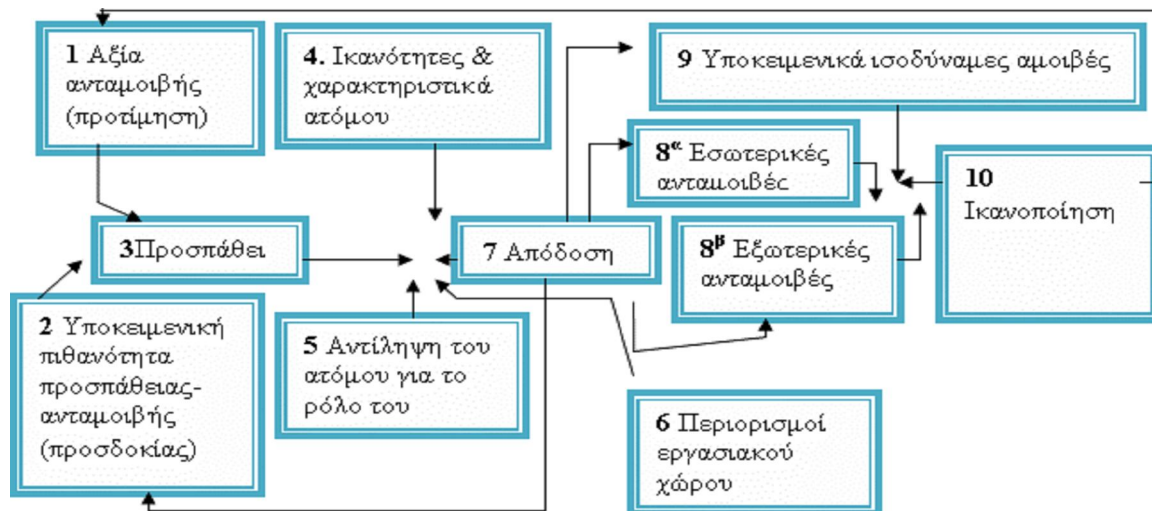 1 Αξία
ανταμοιβής
(προτίμηση)
4. Ικανότητες &
χαρακτηριστικά
ατόμου
9 Υποκειμενικά ισοδύναμες αμοιβές
8α Εσωτερικές
ανταμοιβές
10
Ικανοποίηση
3Προσπάθει
7 Απόδοση
8β Εξωτερικές
ανταμοιβές
2 Υποκειμενική
πιθανότητα
προσπάθειας-
ανταμοιβής
(προσδοκίας)
5 Αντίληψη του
ατόμου για το
ρόλο του
6 Περιορισμοί
εργασιακού
χώρου